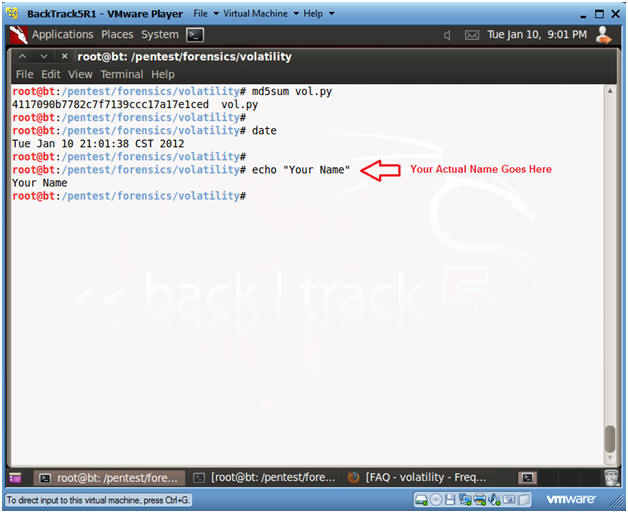 BackTrack5R1 - VMware Player File Virtual Machine Help
Applications Places System Tue Jan 10, 9:01 PM
root@bt: /pentest/forensics/volatility
File Edit View Terminal Help
root@bt:/pentest/forensics/volatility# md5sum vol.py
4117090b7782c7f7139ccc17a17e1ced vol.py
root@bt:/pentest/forensics/volatility#
root@bt:/pentest/forensics/volatility# date
Tue Jan 10 21:01:38 CST 2012
root@bt:/pentest/forensics/volatility#
root@bt:/pentest/forensics/volatility# echo "Your Name" Your Actual Name Goes Here
Your Name
root@bt:/pentest/forensics/volatility#
<< back | track 5
root@bt: /pentest/fore... [root@bt: /pentest/fore... [FAQ - volatility - Freq...
To direct input to this virtual machine, press Ctrl+G. vmware